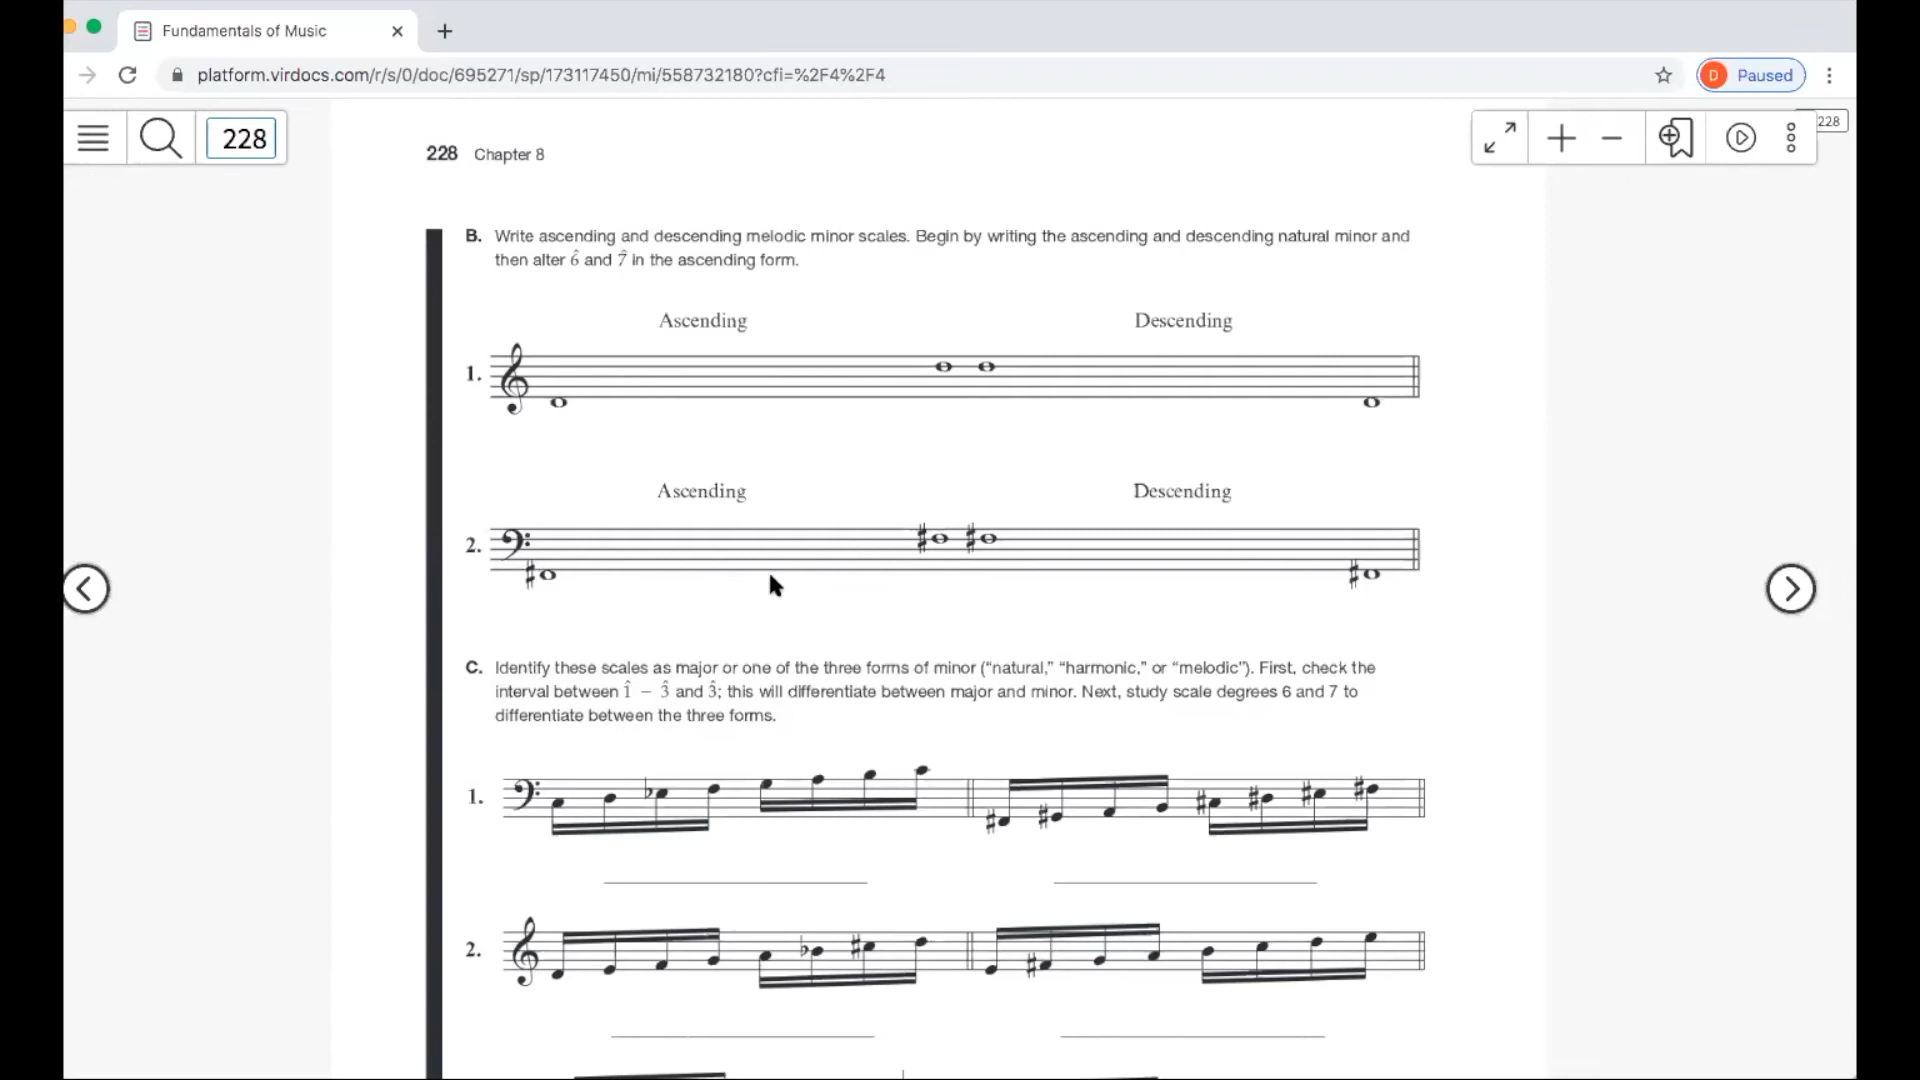 Fundamentals of Music
platform.virdocs.com/r/s/0/doc/695271/sp/173117450/mi/558732180?cfi=%2F4%2F4
D Paused
228
228
228 Chapter 8
B. Write ascending and descending melodic minor scales. Begin by writing the ascending and descending natural minor and
then alter 6̂ and 7̂ in the ascending form.
Ascending Descending
1.
Ascending Descending
2.
C. Identify these scales as major or one of the three forms of minor (“natural,” “harmonic,” or “melodic”). First, check the
interval between 1̂ – 3̂ and 3̂; this will differentiate between major and minor. Next, study scale degrees 6 and 7 to
differentiate between the three forms.
1.
2.